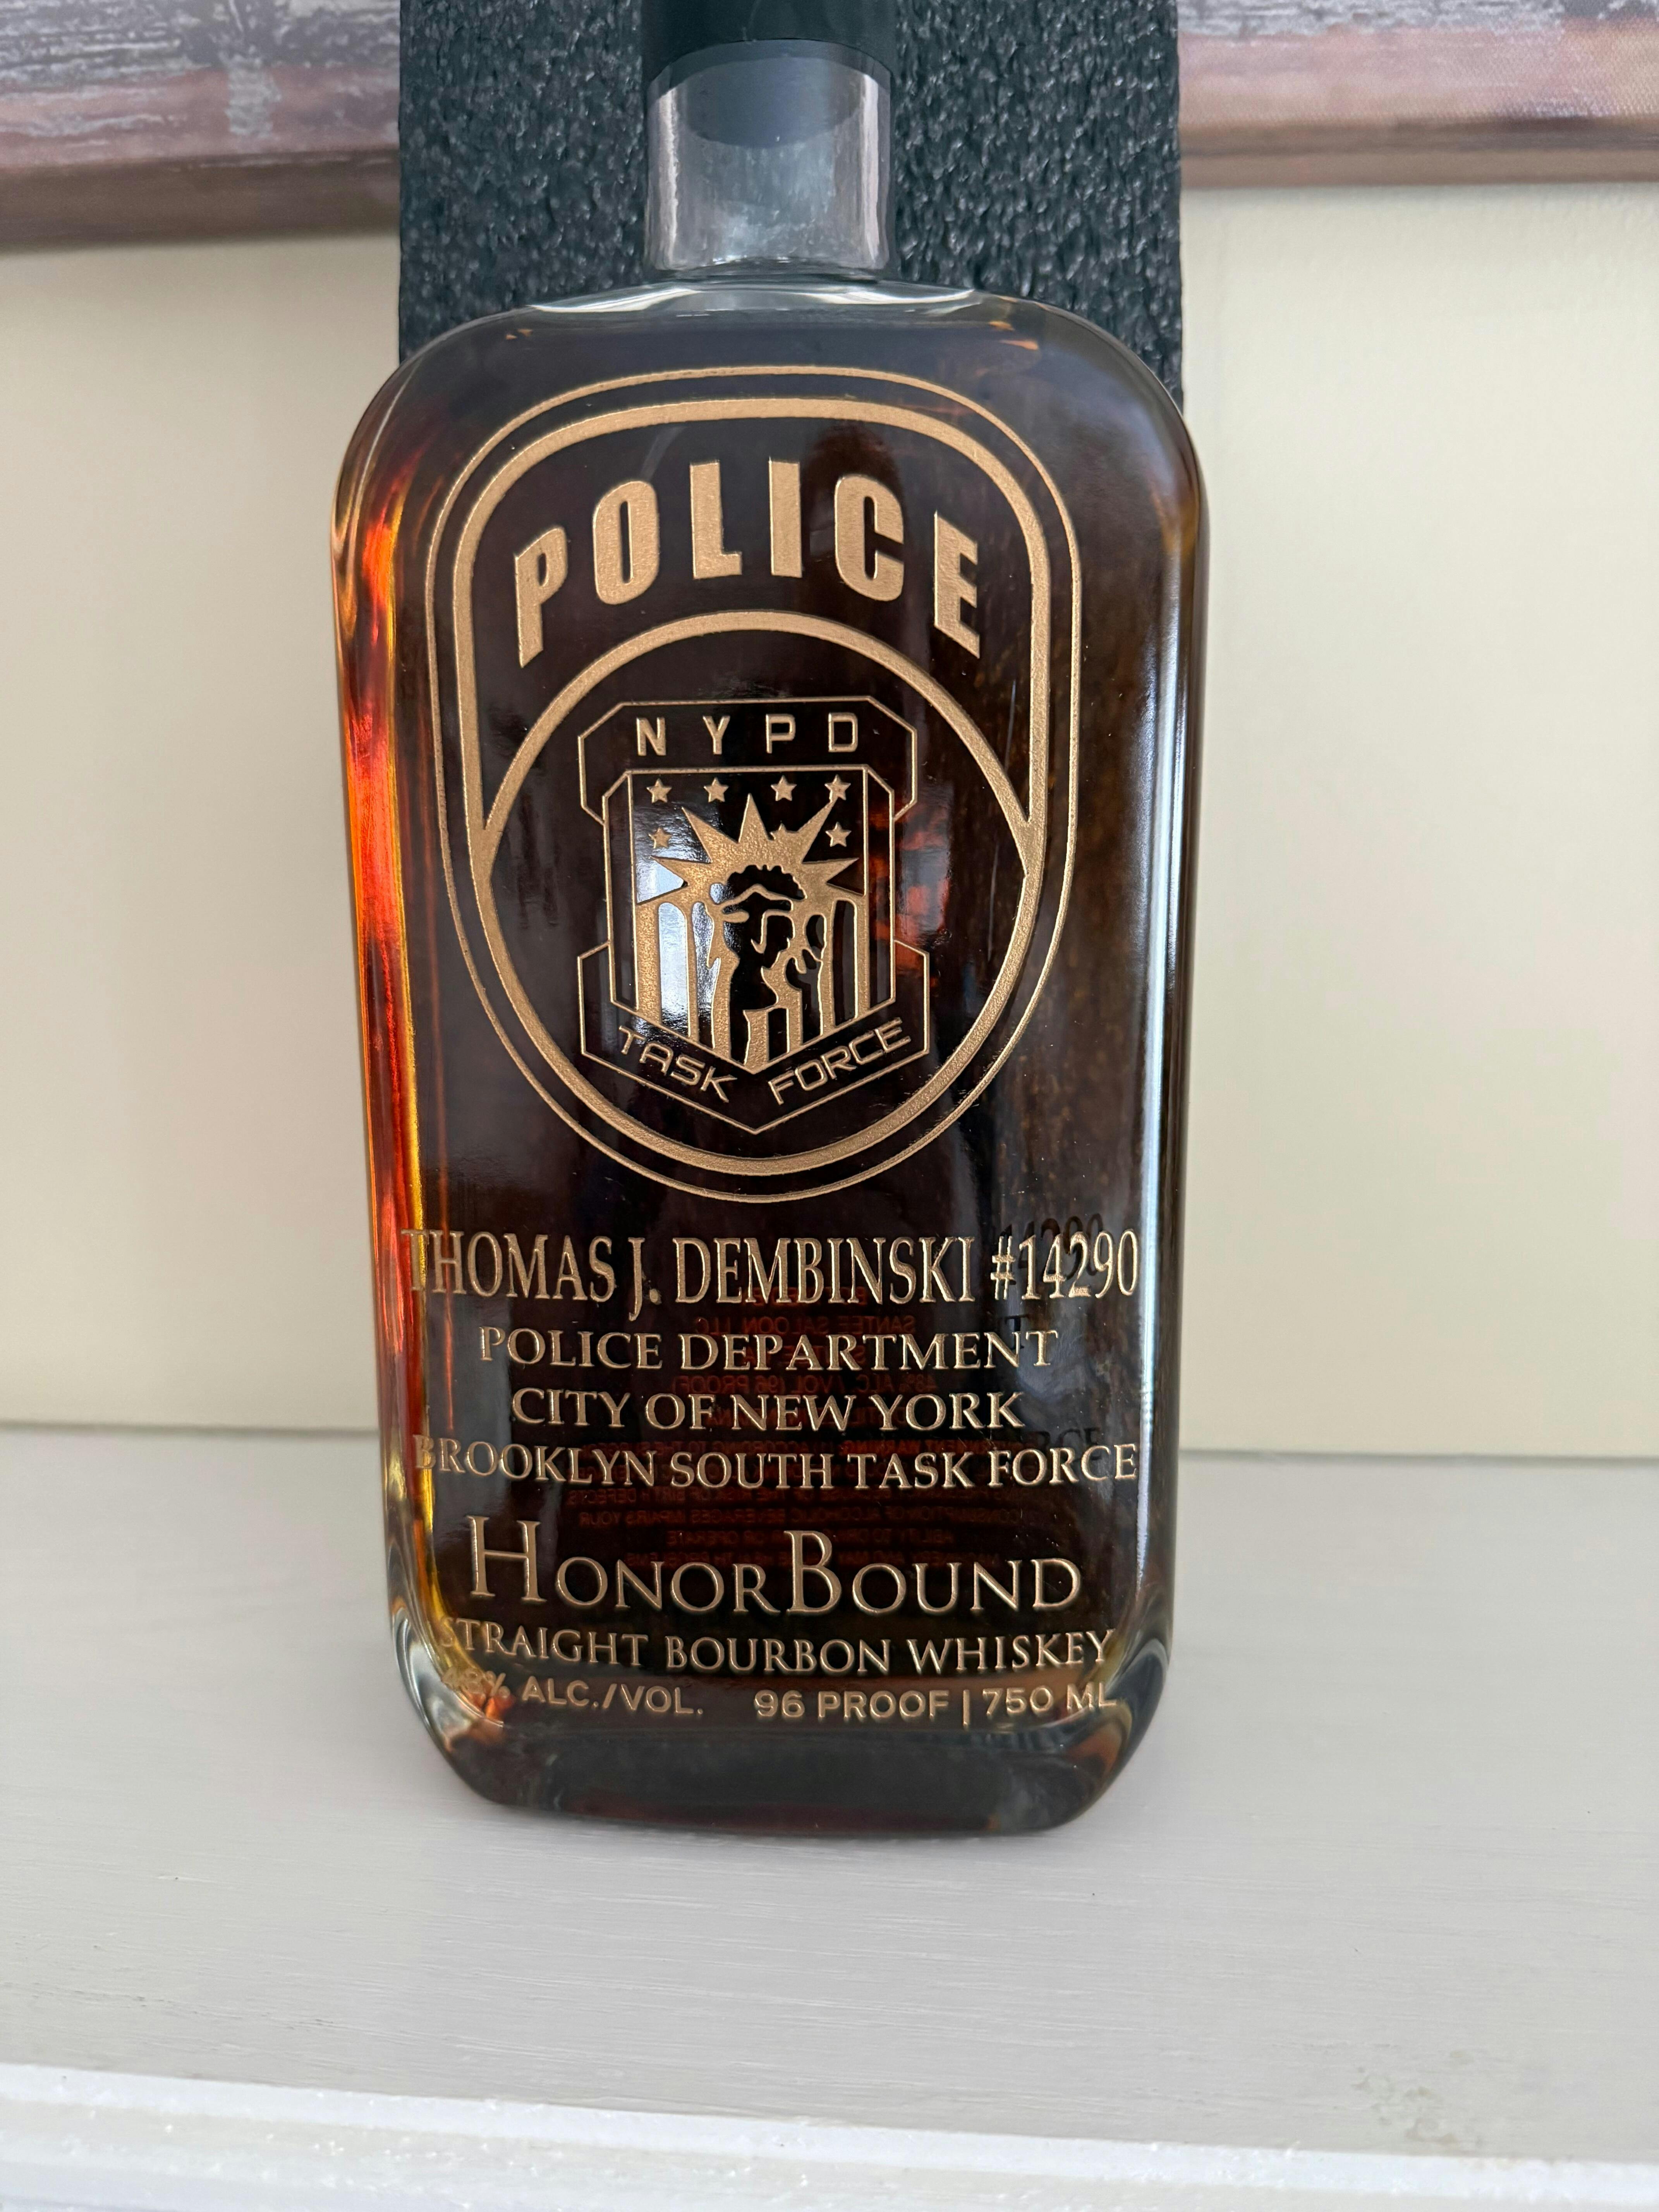 POLICE
NYPD
TASK FORCE
THOMAS J. DEMBINSKI #14290
POLICE DEPARTMENT
CITY OF NEW YORK
BROOKLYN SOUTH TASK FORCE
HONORBOUND
STRAIGHT BOURBON WHISKEY
48% ALC./VOL. 96 PROOF | 750 ML